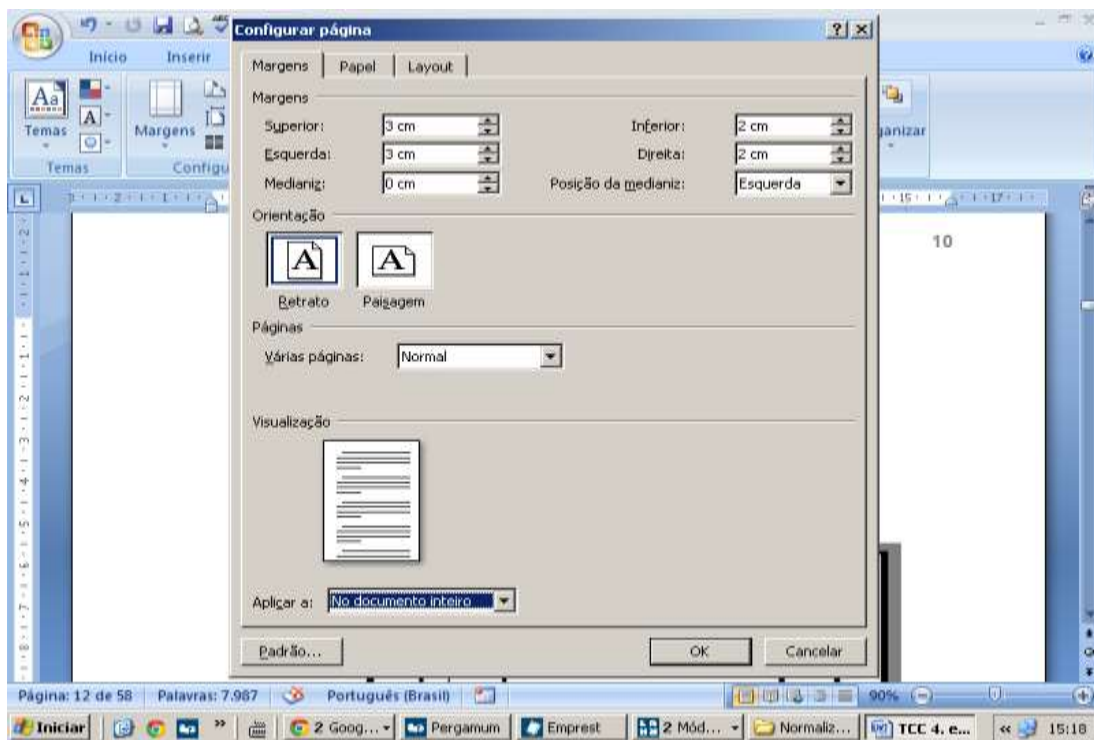 Configurar página
Início Inserir
Margens Papel Layout
Temas Margens
Temas
Margens
Superior: 3 cm Inferior: 2 cm
Esquerda: 3 cm Direita: 2 cm
Medianiz: 0 cm Posição da medianiz: Esquerda
Orientação
10
Retrato Paisagem
Páginas
Várias páginas: Normal
Visualização
Aplicar a: No documento inteiro
Padrão... OK Cancelar
Página: 12 de 58 Palavras: 7.987 Português (Brasil) 90%
Iniciar 2 Goog... Pergamum Emprest 2 Mód... Normaliz... TCC 4. e... 15:18